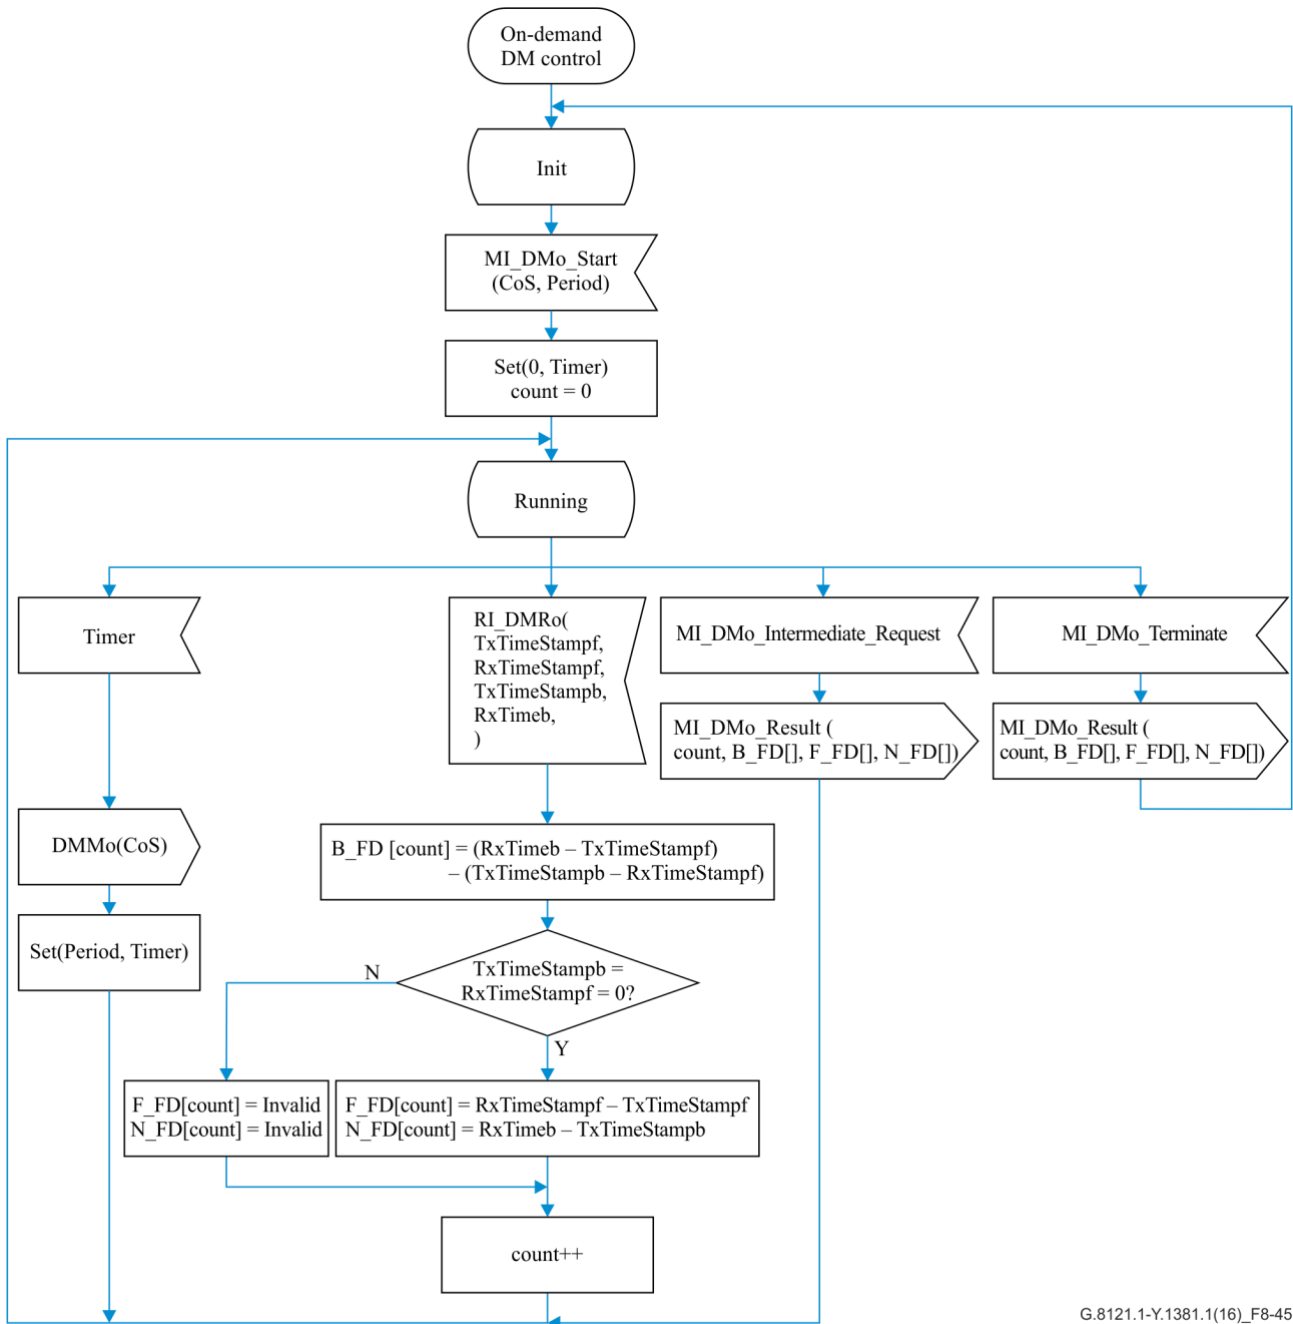 On-demand
DM control
Init
MI_DMo_Start
(CoS, Period)
Set(0, Timer)
count = 0
Running
Timer
RI_DMRo(
TxTimeStampf,
RxTimeStampf,
TxTimeStampb,
RxTimeb,
)
MI_DMo_Intermediate_Request
MI_DMo_Terminate
MI_DMo_Result (
count, B_FD[], F_FD[], N_FD[])
MI_DMo_Result (
count, B_FD[], F_FD[], N_FD[])
DMMo(CoS)
B_FD [count] = (RxTimeb – TxTimeStampf)
– (TxTimeStampb – RxTimeStampf)
Set(Period, Timer)
TxTimeStampb =
RxTimeStampf = 0?
N
Y
F_FD[count] = Invalid
N_FD[count] = Invalid
F_FD[count] = RxTimeStampf – TxTimeStampf
N_FD[count] = RxTimeb – TxTimeStampb
count++
G.8121.1-Y.1381.1(16)_F8-45